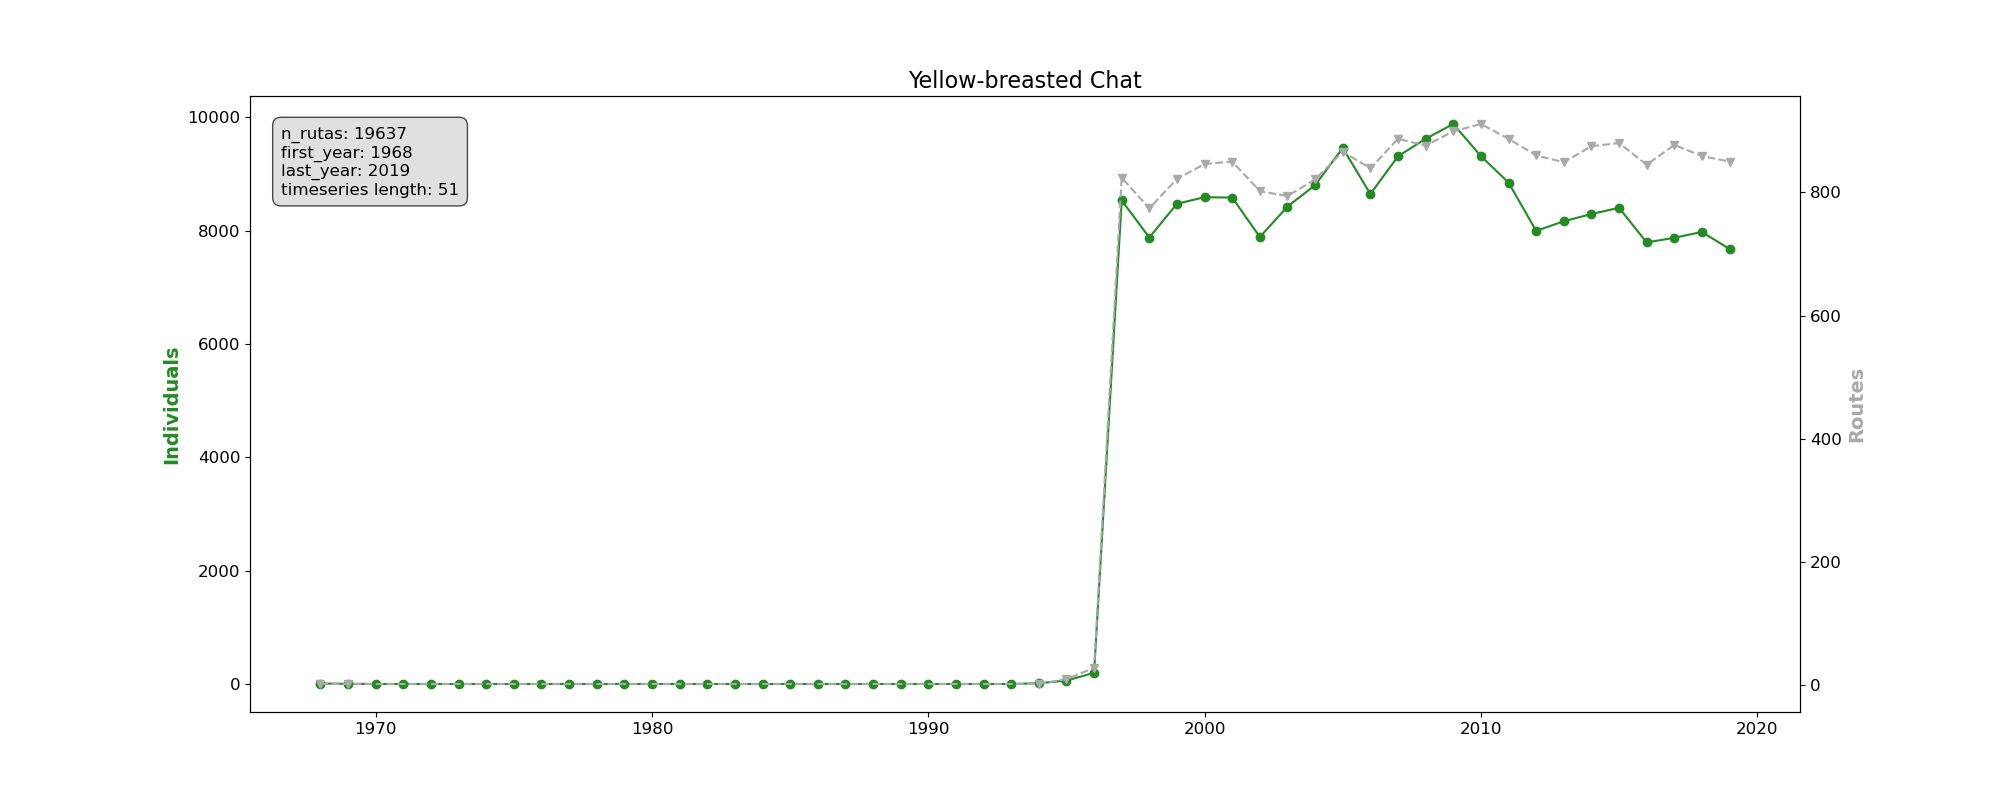 Yellow-breasted Chat
n_rutas: 19637
first_year: 1968
last_year: 2019
timeseries length: 51
10000
8000
6000
4000
2000
0
Individuals
800
600
400
200
0
Routes
1970 1980 1990 2000 2010 2020